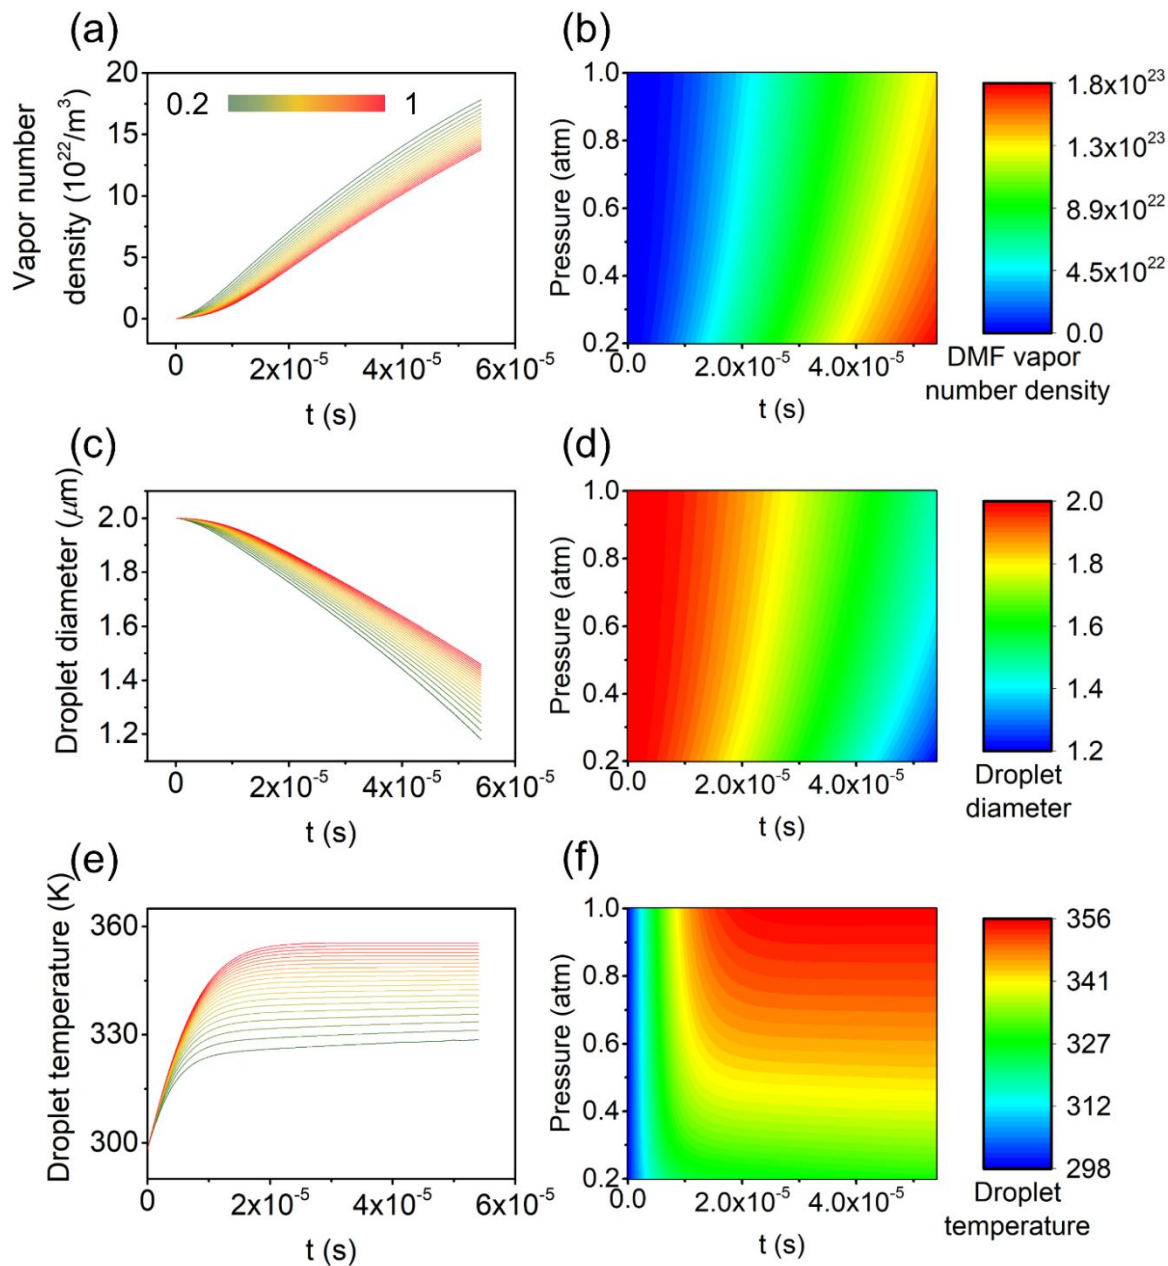 (a)
Vapor number
density (10²²/m³)
20
15
10
5
0
0.2
1
0
2x10⁻⁵
4x10⁻⁵
6x10⁻⁵
t (s)
(b)
Pressure (atm)
1.0
0.8
0.6
0.4
0.2
0.0
2.0x10⁻⁵
4.0x10⁻⁵
t (s)
1.8x10²³
1.3x10²³
8.9x10²²
4.5x10²²
0.0
DMF vapor
number density
(c)
Droplet diameter (μm)
2.0
1.8
1.6
1.4
1.2
0
2x10⁻⁵
4x10⁻⁵
6x10⁻⁵
t (s)
(d)
Pressure (atm)
1.0
0.8
0.6
0.4
0.2
0.0
2.0x10⁻⁵
4.0x10⁻⁵
t (s)
2.0
1.8
1.6
1.4
1.2
Droplet
diameter
(e)
Droplet temperature (K)
360
330
300
0
2x10⁻⁵
4x10⁻⁵
6x10⁻⁵
t (s)
(f)
Pressure (atm)
1.0
0.8
0.6
0.4
0.2
0.0
2.0x10⁻⁵
4.0x10⁻⁵
t (s)
356
341
327
312
298
Droplet
temperature